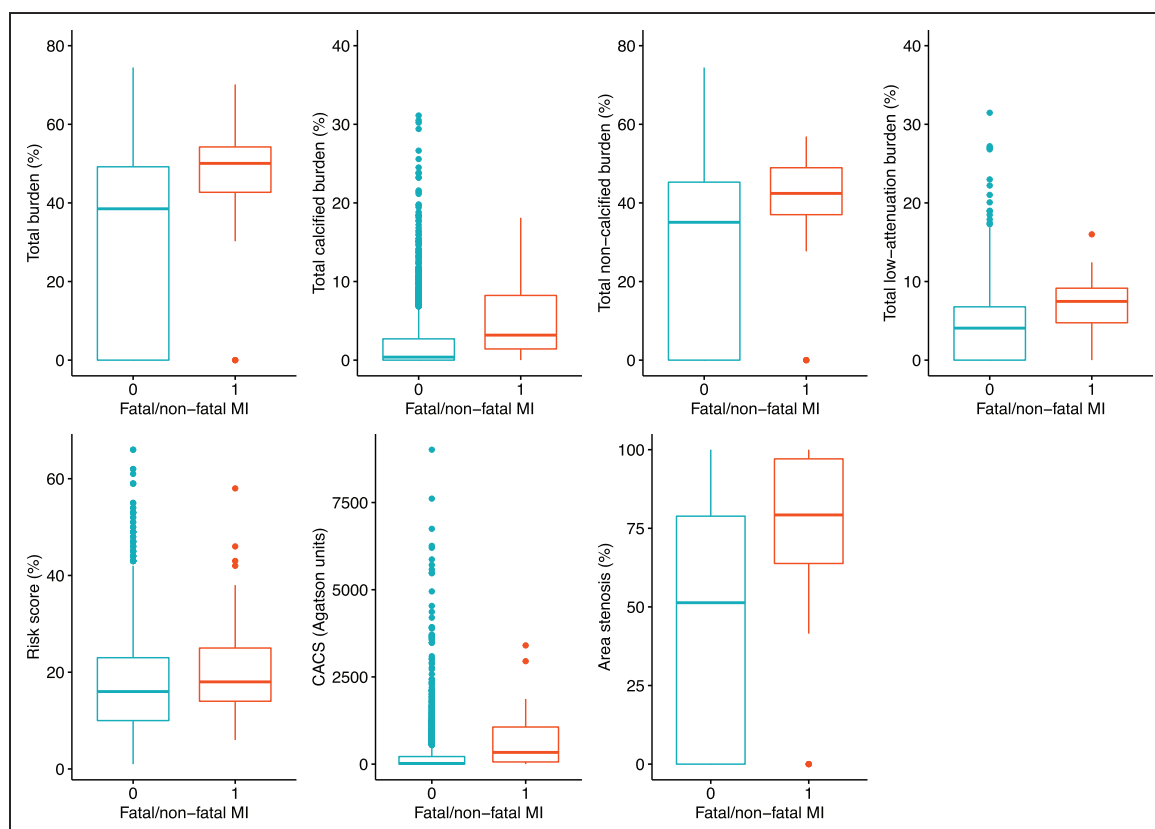 Total burden (%)
80
60
40
20
0
0 1
Fatal/non-fatal MI
Total calcified burden (%)
40
30
20
10
0
0 1
Fatal/non-fatal MI
Total non-calcified burden (%)
80
60
40
20
0
0 1
Fatal/non-fatal MI
Total low-attenuation burden (%)
40
30
20
10
0
0 1
Fatal/non-fatal MI
Risk score (%)
60
40
20
0
0 1
Fatal/non-fatal MI
CACS (Agatson units)
7500
5000
2500
0
0 1
Fatal/non-fatal MI
Area stenosis (%)
100
75
50
25
0
0 1
Fatal/non-fatal MI